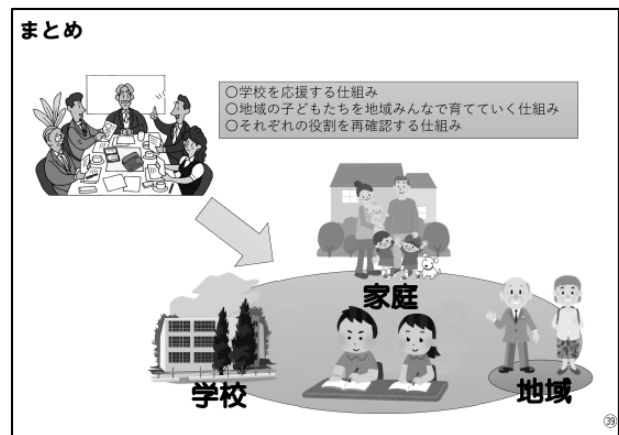 まとめ
○学校を応援する仕組み
○地域の子どもたちを地域みんなで育てていく仕組み
○それぞれの役割を再確認する仕組み
家庭
学校
地域
㊴